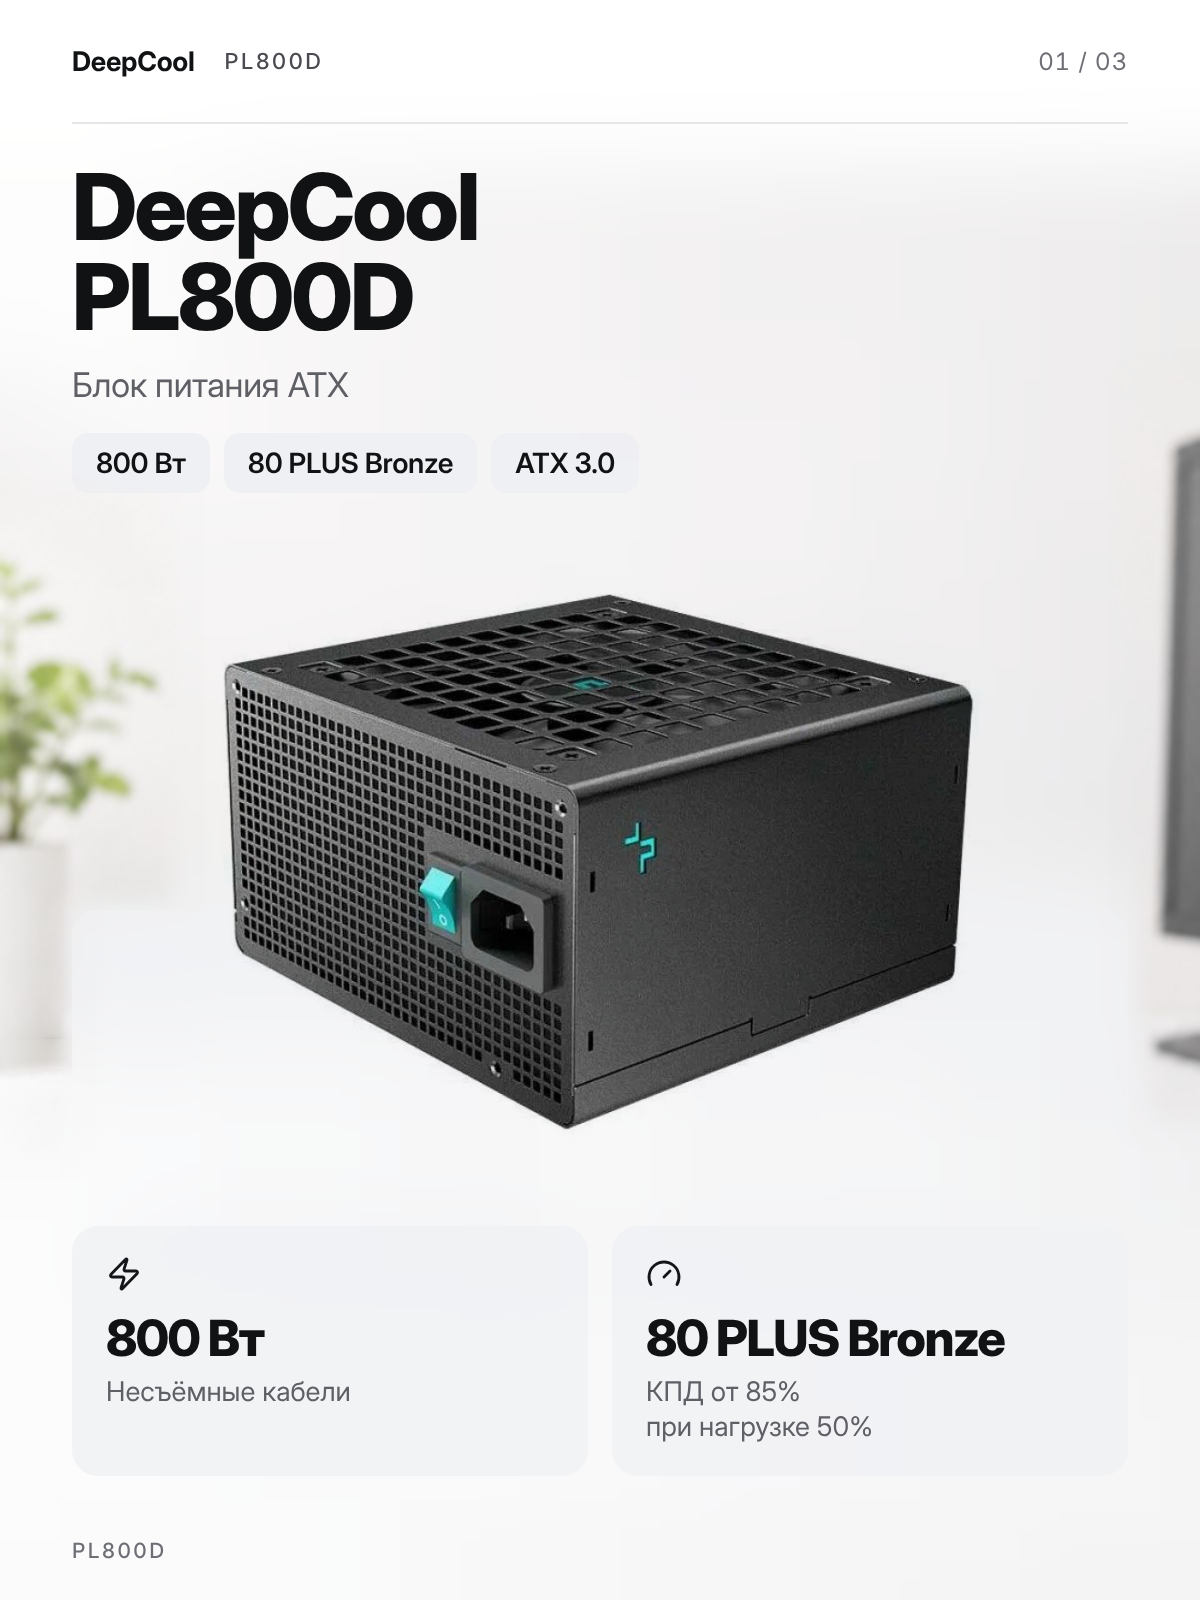 DeepCool PL800D 01 / 03
DeepCool
PL800D
Блок питания ATX
800 Вт 80 PLUS Bronze ATX 3.0
800 Вт
Несъёмные кабели
80 PLUS Bronze
КПД от 85%
при нагрузке 50%
PL800D